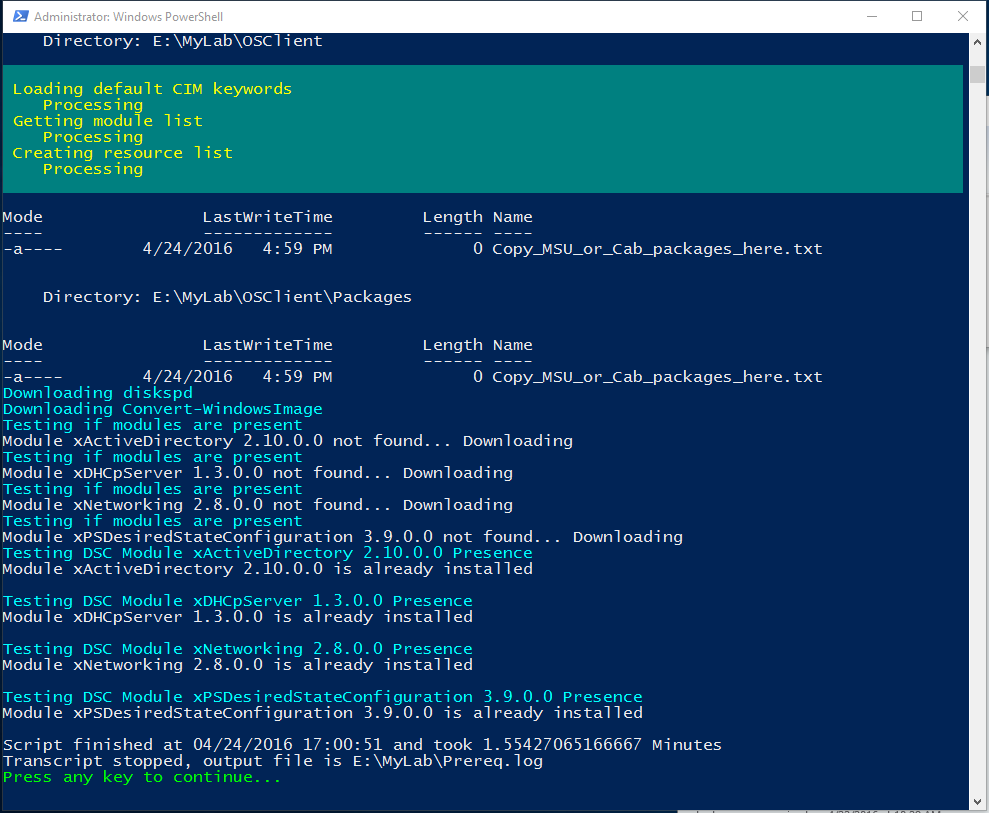 Administrator: Windows PowerShell
Directory: E:\MyLab\OSClient
Loading default CIM keywords
Processing
Getting module list
Processing
Creating resource list
Processing
Mode LastWriteTime Length Name
---- ------------- ------ ----
-a---- 4/24/2016 4:59 PM 0 Copy_MSU_or_Cab_packages_here.txt
Directory: E:\MyLab\OSClient\Packages
Mode LastWriteTime Length Name
---- ------------- ------ ----
-a---- 4/24/2016 4:59 PM 0 Copy_MSU_or_Cab_packages_here.txt
Downloading diskspd
Downloading Convert-WindowsImage
Testing if modules are present
Module xActiveDirectory 2.10.0.0 not found... Downloading
Testing if modules are present
Module xDHCpServer 1.3.0.0 not found... Downloading
Testing if modules are present
Module xNetworking 2.8.0.0 not found... Downloading
Testing if modules are present
Module xPSDesiredStateConfiguration 3.9.0.0 not found... Downloading
Testing DSC Module xActiveDirectory 2.10.0.0 Presence
Module xActiveDirectory 2.10.0.0 is already installed
Testing DSC Module xDHCpServer 1.3.0.0 Presence
Module xDHCpServer 1.3.0.0 is already installed
Testing DSC Module xNetworking 2.8.0.0 Presence
Module xNetworking 2.8.0.0 is already installed
Testing DSC Module xPSDesiredStateConfiguration 3.9.0.0 Presence
Module xPSDesiredStateConfiguration 3.9.0.0 is already installed
Script finished at 04/24/2016 17:00:51 and took 1.55427065166667 Minutes
Transcript stopped, output file is E:\MyLab\Prereq.log
Press any key to continue...